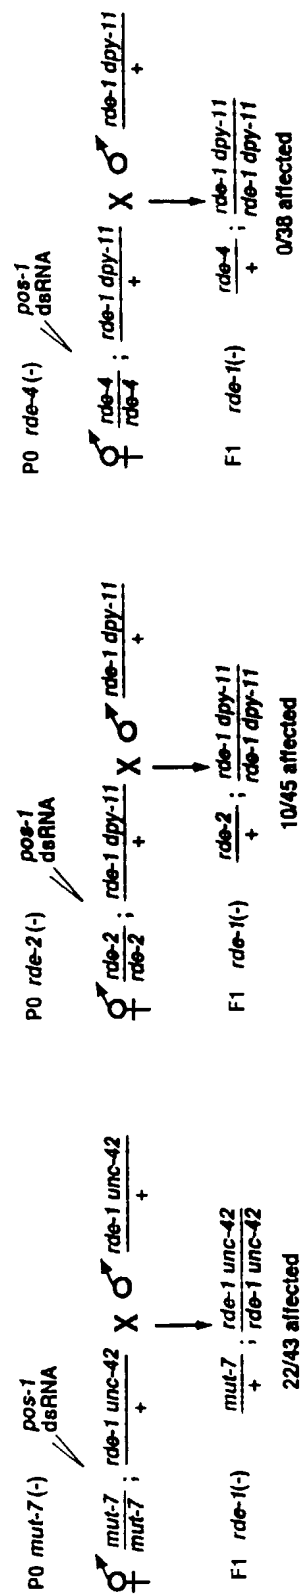 P0 mut-7 (-)
pos-1
dsRNA
mut-7 ; rde-1 unc-42 X rde-1 unc-42
mut-7 + +
F1 rde-1(-) mut-7 ; rde-1 unc-42
+ rde-1 unc-42
22/43 affected
P0 rde-2 (-)
pos-1
dsRNA
rde-2 ; rde-1 dpy-11 X rde-1 dpy-11
rde-2 + +
F1 rde-1(-) rde-2 ; rde-1 dpy-11
+ rde-1 dpy-11
10/45 affected
P0 rde-4 (-)
pos-1
dsRNA
rde-4 ; rde-1 dpy-11 X rde-1 dpy-11
rde-4 + +
F1 rde-1(-) rde-4 ; rde-1 dpy-11
+ rde-1 dpy-11
0/38 affected